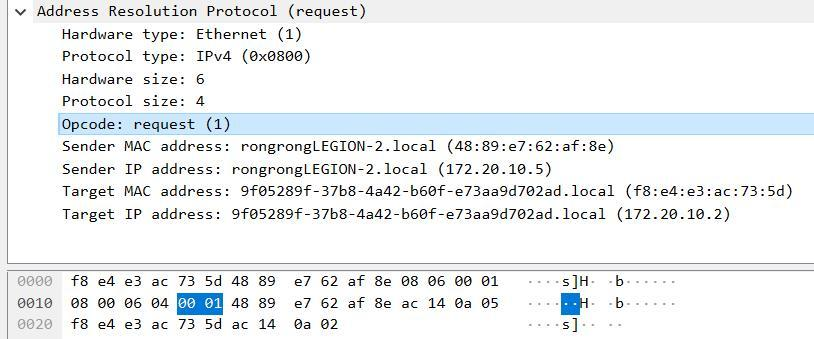 Address Resolution Protocol (request)
Hardware type: Ethernet (1)
Protocol type: IPv4 (0x0800)
Hardware size: 6
Protocol size: 4
Opcode: request (1)
Sender MAC address: rongrongLEGION-2.local (48:89:e7:62:af:8e)
Sender IP address: rongrongLEGION-2.local (172.20.10.5)
Target MAC address: 9f05289f-37b8-4a42-b60f-e73aa9d702ad.local (f8:e4:e3:ac:73:5d)
Target IP address: 9f05289f-37b8-4a42-b60f-e73aa9d702ad.local (172.20.10.2)
0000 f8 e4 e3 ac 73 5d 48 89 e7 62 af 8e 08 06 00 01 ····s]H· ·b······
0010 08 00 06 04 00 01 48 89 e7 62 af 8e ac 14 0a 05 ······H· ·b······
0020 f8 e4 e3 ac 73 5d ac 14 0a 02 ····s]·· ··